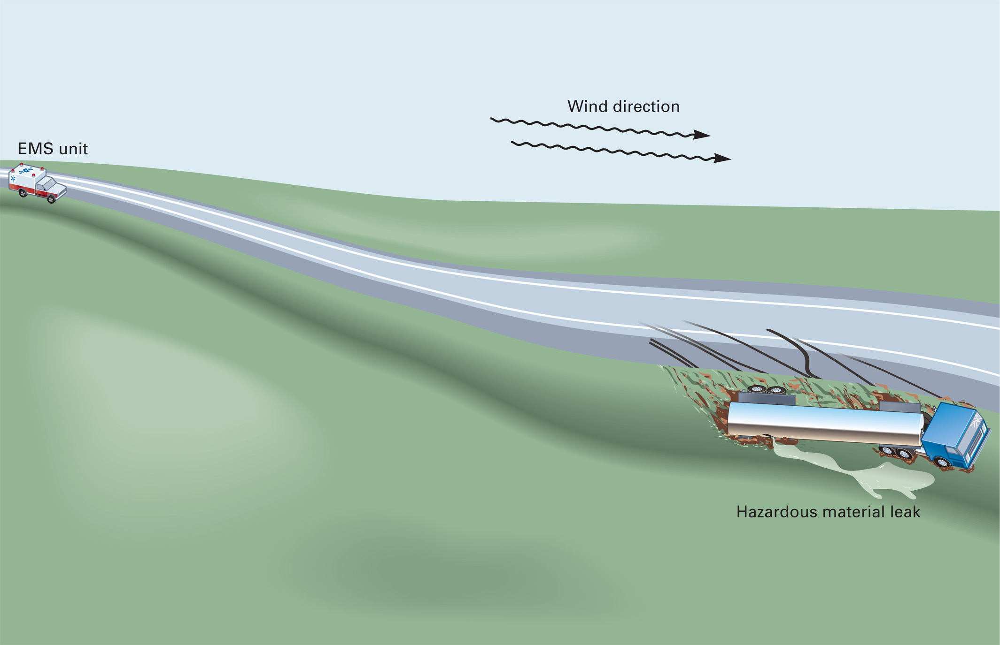 Wind direction
EMS unit
Hazardous material leak